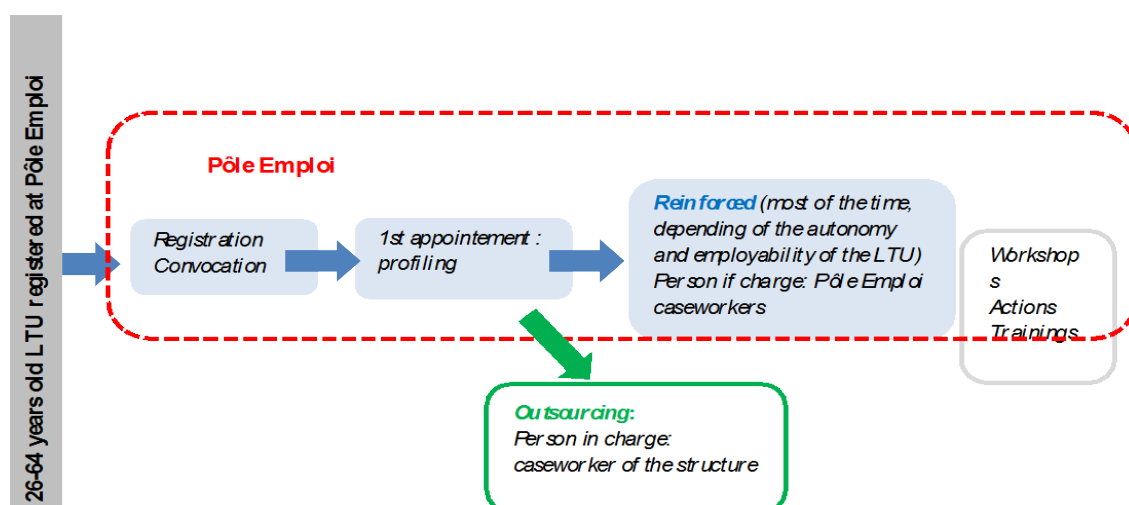 26-64 years old LTU registered at Pôle Emploi
Pôle Emploi
Registration
Convocation
1st appointement :
profiling
Reinforced (most of the time,
depending of the autonomy
and employability of the LTU)
Person if charge: Pôle Emploi
caseworkers
Workshop
s
Actions
Trainings
Outsourcing:
Person in charge:
caseworker of the structure